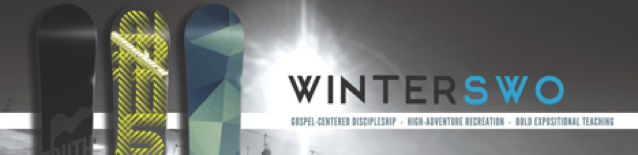 WINTERSWO
GOSPEL-CENTERED DISCIPLESHIP - HIGH-ADVENTURE RECREATION - BOLD EXPOSITIONAL TEACHING